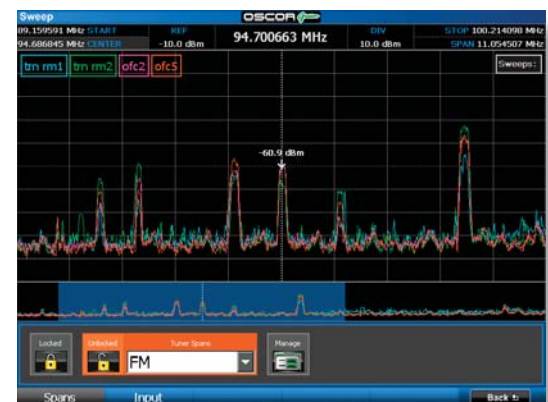 Sweep OSCOR
89.159591 MHz START REF 94.700663 MHz DIV STOP 100.214098 MHz
94.686845 MHz CENTER -10.0 dBm 10.0 dBm SPAN 11.054507 MHz
trn rm1 trn rm2 ofc2 ofc5 Sweeps:
-60.9 dBm
Locked Unlocked Tuner Spans Manage
FM
Spans Input Back